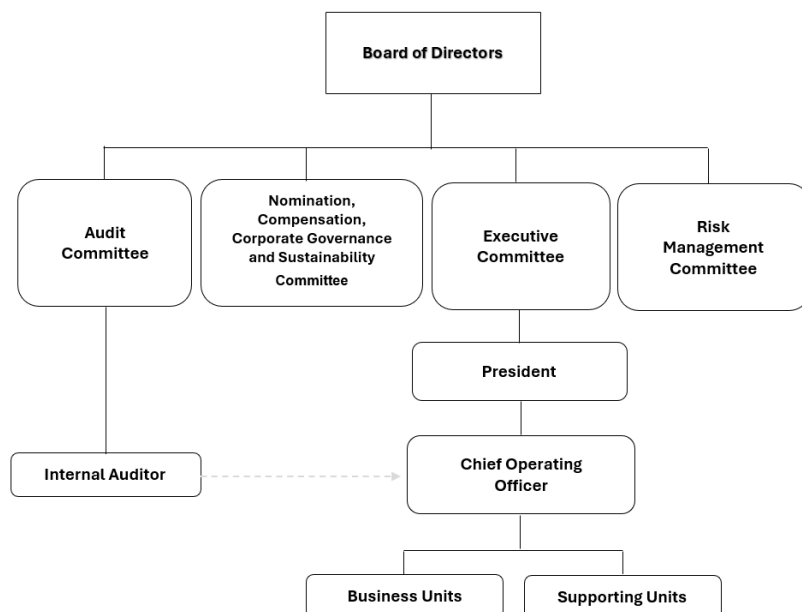 Board of Directors
Audit
Committee
Nomination,
Compensation,
Corporate Governance
and Sustainability
Committee
Executive
Committee
Risk
Management
Committee
President
Internal Auditor
Chief Operating
Officer
Business Units
Supporting Units